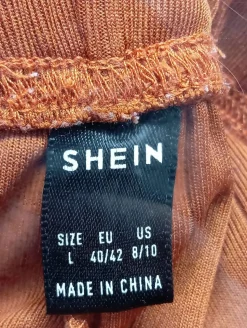 SHEIN
SIZE EU US
L 40/42 8/10
MADE IN CHINA